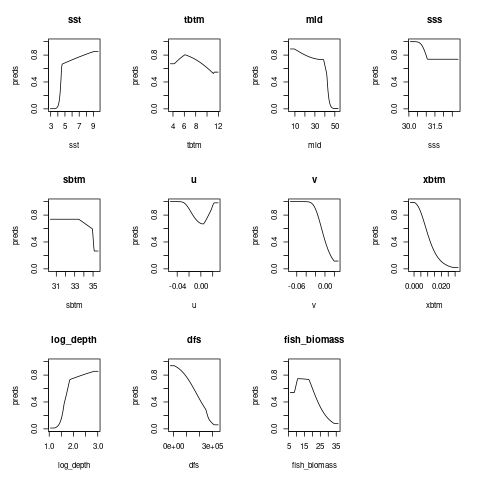 sst tbtm mld sss
preds 0.0 0.4 0.8 preds 0.0 0.4 0.8 preds 0.0 0.4 0.8 preds 0.0 0.4 0.8
3 5 7 9 4 6 8 12 10 30 50 30.0 31.5
sst tbtm mld sss
sbtm u v xbtm
preds 0.0 0.4 0.8 preds 0.0 0.4 0.8 preds 0.0 0.4 0.8 preds 0.0 0.4 0.8
31 33 35 -0.04 0.00 -0.06 0.00 0.000 0.020
sbtm u v xbtm
log_depth dfs fish_biomass
preds 0.0 0.4 0.8 preds 0.0 0.4 0.8 preds 0.0 0.4 0.8
1.0 2.0 3.0 0e+00 3e+05 5 15 25 35
log_depth dfs fish_biomass